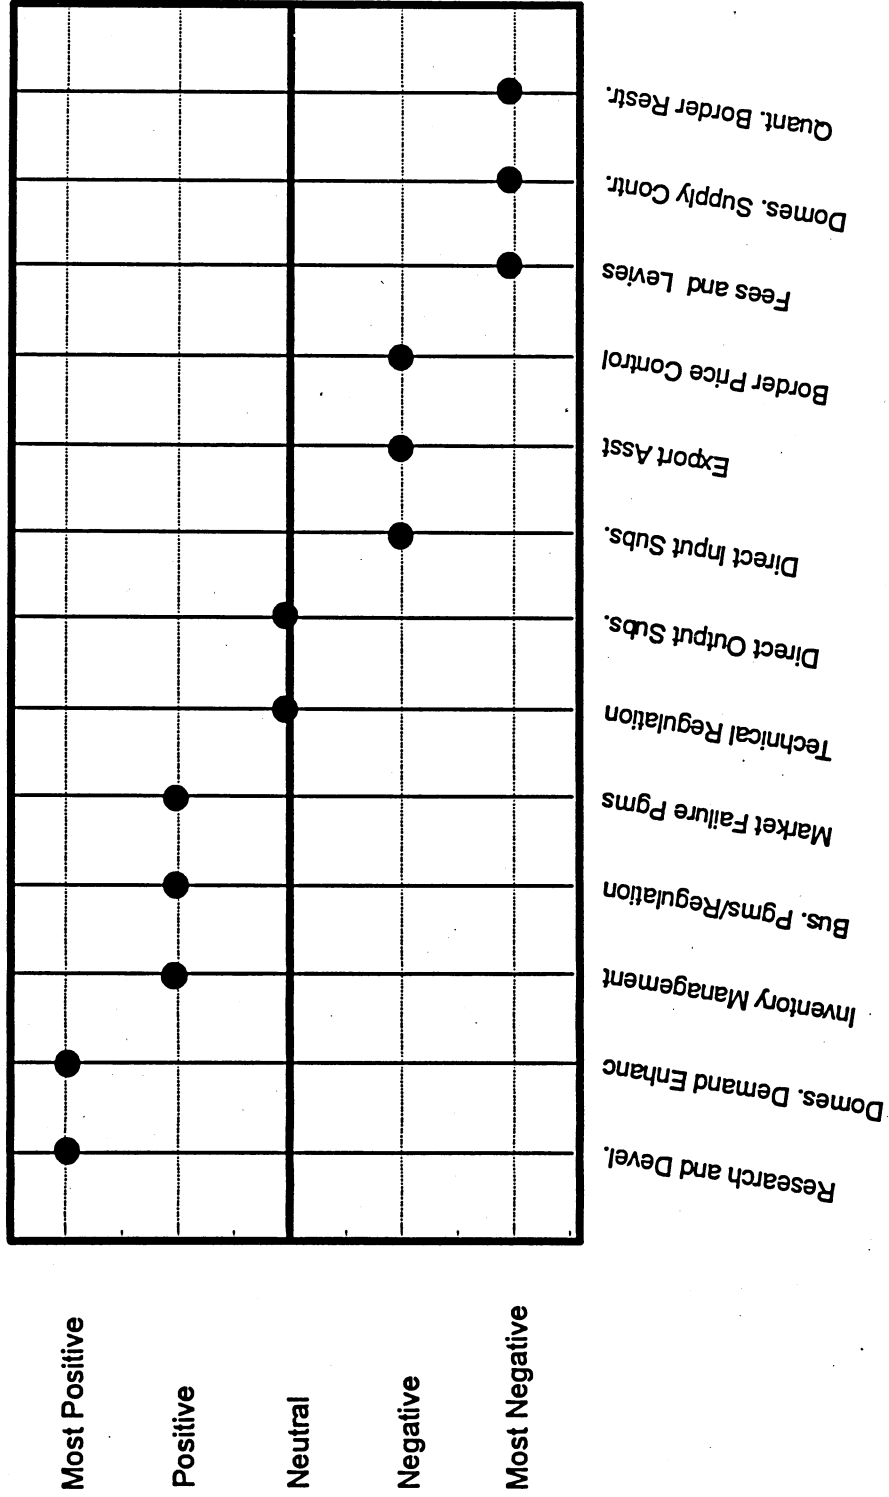 Most Positive
Positive
Neutral
Negative
Most Negative
Research and Devel.
Domes. Demand Enhanc
Inventory Management
Bus. Pgms/Regulation
Market Failure Pgms
Technical Regulation
Direct Output Subs.
Direct Input Subs.
Export Asst
Border Price Control
Fees and Levies
Domes. Supply Contr.
Quant. Border Restr.